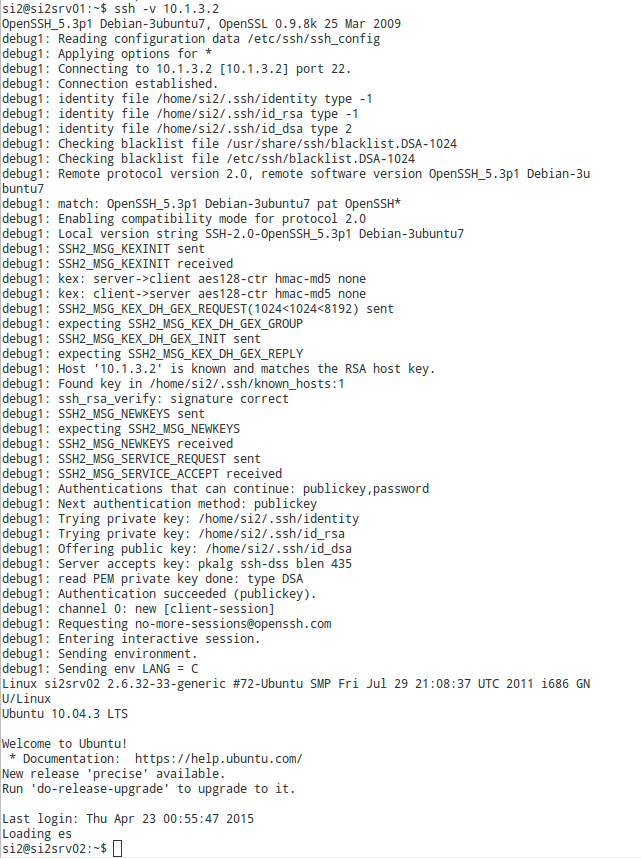 si2@si2srv01:~$ ssh -v 10.1.3.2
OpenSSH_5.3p1 Debian-3ubuntu7, OpenSSL 0.9.8k 25 Mar 2009
debug1: Reading configuration data /etc/ssh/ssh_config
debug1: Applying options for *
debug1: Connecting to 10.1.3.2 [10.1.3.2] port 22.
debug1: Connection established.
debug1: identity file /home/si2/.ssh/identity type -1
debug1: identity file /home/si2/.ssh/id_rsa type -1
debug1: identity file /home/si2/.ssh/id_dsa type 2
debug1: Checking blacklist file /usr/share/ssh/blacklist.DSA-1024
debug1: Checking blacklist file /etc/ssh/blacklist.DSA-1024
debug1: Remote protocol version 2.0, remote software version OpenSSH_5.3p1 Debian-3u
buntu7
debug1: match: OpenSSH_5.3p1 Debian-3ubuntu7 pat OpenSSH*
debug1: Enabling compatibility mode for protocol 2.0
debug1: Local version string SSH-2.0-OpenSSH_5.3p1 Debian-3ubuntu7
debug1: SSH2_MSG_KEXINIT sent
debug1: SSH2_MSG_KEXINIT received
debug1: kex: server->client aes128-ctr hmac-md5 none
debug1: kex: client->server aes128-ctr hmac-md5 none
debug1: SSH2_MSG_KEX_DH_GEX_REQUEST(1024<1024<8192) sent
debug1: expecting SSH2_MSG_KEX_DH_GEX_GROUP
debug1: SSH2_MSG_KEX_DH_GEX_INIT sent
debug1: expecting SSH2_MSG_KEX_DH_GEX_REPLY
debug1: Host '10.1.3.2' is known and matches the RSA host key.
debug1: Found key in /home/si2/.ssh/known_hosts:1
debug1: ssh_rsa_verify: signature correct
debug1: SSH2_MSG_NEWKEYS sent
debug1: expecting SSH2_MSG_NEWKEYS
debug1: SSH2_MSG_NEWKEYS received
debug1: SSH2_MSG_SERVICE_REQUEST sent
debug1: SSH2_MSG_SERVICE_ACCEPT received
debug1: Authentications that can continue: publickey,password
debug1: Next authentication method: publickey
debug1: Trying private key: /home/si2/.ssh/identity
debug1: Trying private key: /home/si2/.ssh/id_rsa
debug1: Offering public key: /home/si2/.ssh/id_dsa
debug1: Server accepts key: pkalg ssh-dss blen 435
debug1: read PEM private key done: type DSA
debug1: Authentication succeeded (publickey).
debug1: channel 0: new [client-session]
debug1: Requesting no-more-sessions@openssh.com
debug1: Entering interactive session.
debug1: Sending environment.
debug1: Sending env LANG = C
Linux si2srv02 2.6.32-33-generic #72-Ubuntu SMP Fri Jul 29 21:08:37 UTC 2011 i686 GN
U/Linux
Ubuntu 10.04.3 LTS

Welcome to Ubuntu!
 * Documentation:  https://help.ubuntu.com/
New release 'precise' available.
Run 'do-release-upgrade' to upgrade to it.

Last login: Thu Apr 23 00:55:47 2015
Loading es
si2@si2srv02:~$